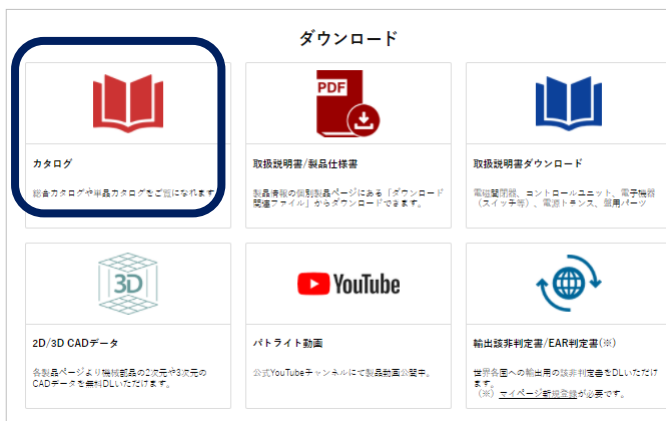 ダウンロード
PDF
カタログ
総合カタログや単品カタログをご覧になれます
取扱説明書/製品仕様書
製品情報の個別製品ページにある「ダウンロード
関連ファイル」からダウンロードできます。
取扱説明書ダウンロード
電磁開閉器、コントロールユニット、電子機器
（スイッチ等）、電源トランス、盤用パーツ
3D
YouTube
2D/3D CADデータ
各製品ページより機械部品の2次元や3次元の
CADデータを無料DLいただけます。
パトライト動画
公式YouTubeチャンネルにて製品動画公開中。
輸出該非判定書/EAR判定書(※)
世界各国への輸出用の該非判定書をDLいただけ
ます。
（※）マイページ新規登録が必要です。